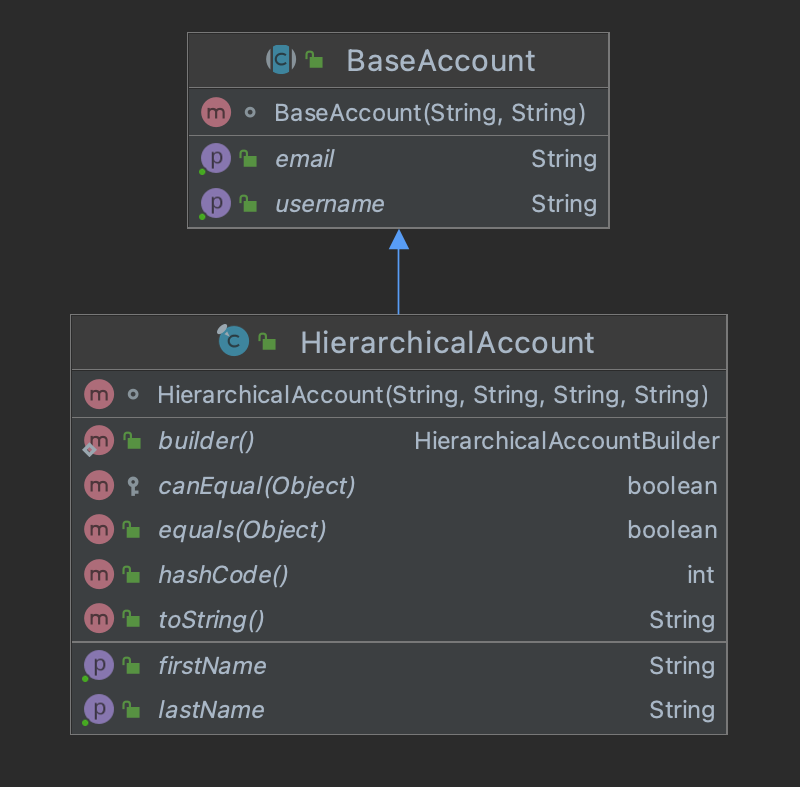 BaseAccount
BaseAccount(String, String)
email String
username String
HierarchicalAccount
HierarchicalAccount(String, String, String, String)
builder() HierarchicalAccountBuilder
canEqual(Object) boolean
equals(Object) boolean
hashCode() int
toString() String
firstName String
lastName String